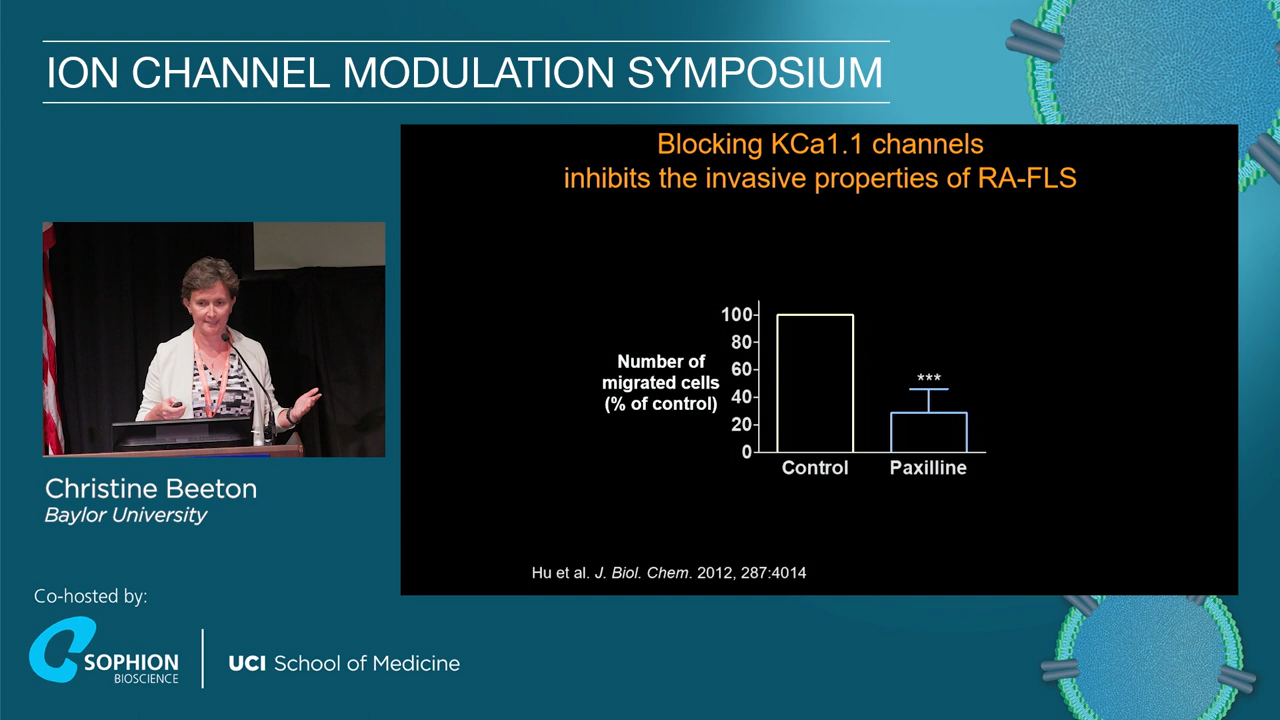 ION CHANNEL MODULATION SYMPOSIUM
Blocking KCa1.1 channels
inhibits the invasive properties of RA-FLS
Number of
migrated cells
(% of control)
100
80
60
40
20
0
***
Control
Paxilline
Hu et al. J. Biol. Chem. 2012, 287:4014
Christine Beeton
Baylor University
Co-hosted by:
SOPHION
BIOSCIENCE
UCI School of Medicine